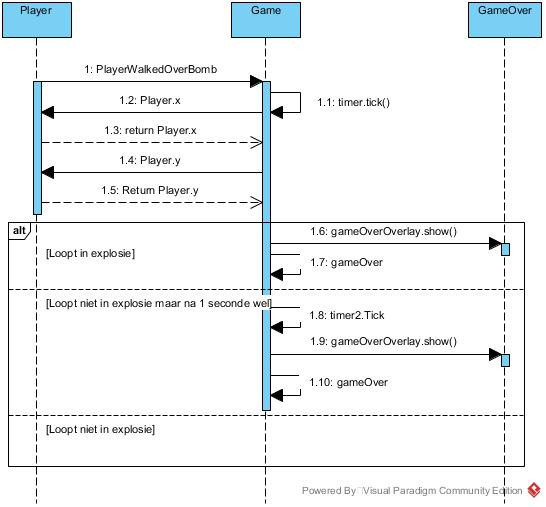 Player
Game
GameOver
1: PlayerWalkedOverBomb
1.1: timer.tick()
1.2: Player.x
1.3: return Player.x
1.4: Player.y
1.5: Return Player.y
alt
1.6: gameOverOverlay.show()
[Loopt in explosie]
1.7: gameOver
[Loopt niet in explosie maar na 1 seconde wel]
1.8: timer2.Tick
1.9: gameOverOverlay.show()
1.10: gameOver
[Loopt niet in explosie]
Powered By Visual Paradigm Community Edition